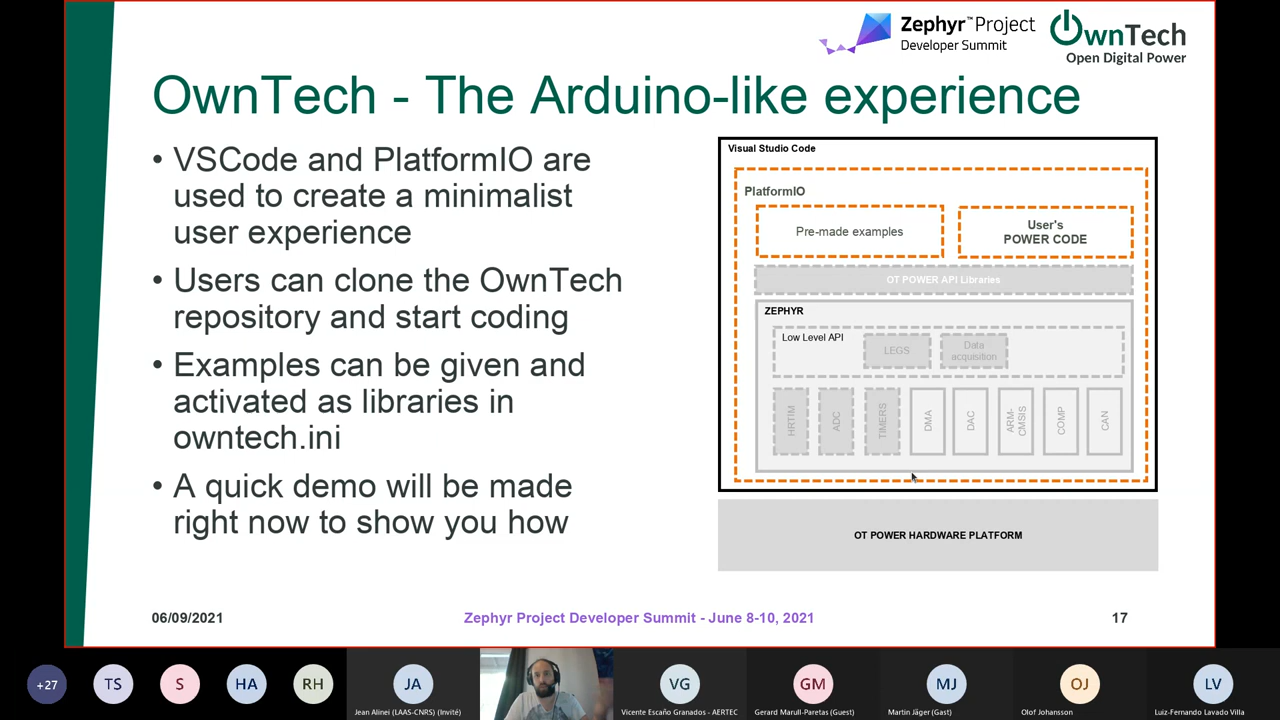 Zephyr™Project
Developer Summit
OwnTech
Open Digital Power
OwnTech - The Arduino-like experience
• VSCode and PlatformIO are
used to create a minimalist
user experience
• Users can clone the OwnTech
repository and start coding
• Examples can be given and
activated as libraries in
owntech.ini
• A quick demo will be made
right now to show you how
Visual Studio Code
PlatformIO
Pre-made examples
User's
POWER CODE
OT POWER API Libraries
ZEPHYR
Low Level API
LEGS
Data
acquisition
HRTIM
ADC
TIMERS
DMA
DAC
ARM-
CMSIS
COMP
CAN
OT POWER HARDWARE PLATFORM
06/09/2021
Zephyr Project Developer Summit - June 8-10, 2021
17
+27
TS
S
HA
RH
JA
Jean Alinei (LAAS-CNRS) (Invité)
VG
Vicente Escaño Granados - AERTEC
GM
Gerard Marull-Paretas (Guest)
MJ
Martin Jäger (Gast)
OJ
Olof Johansson
LV
Luiz-Fernando Lavado Villa